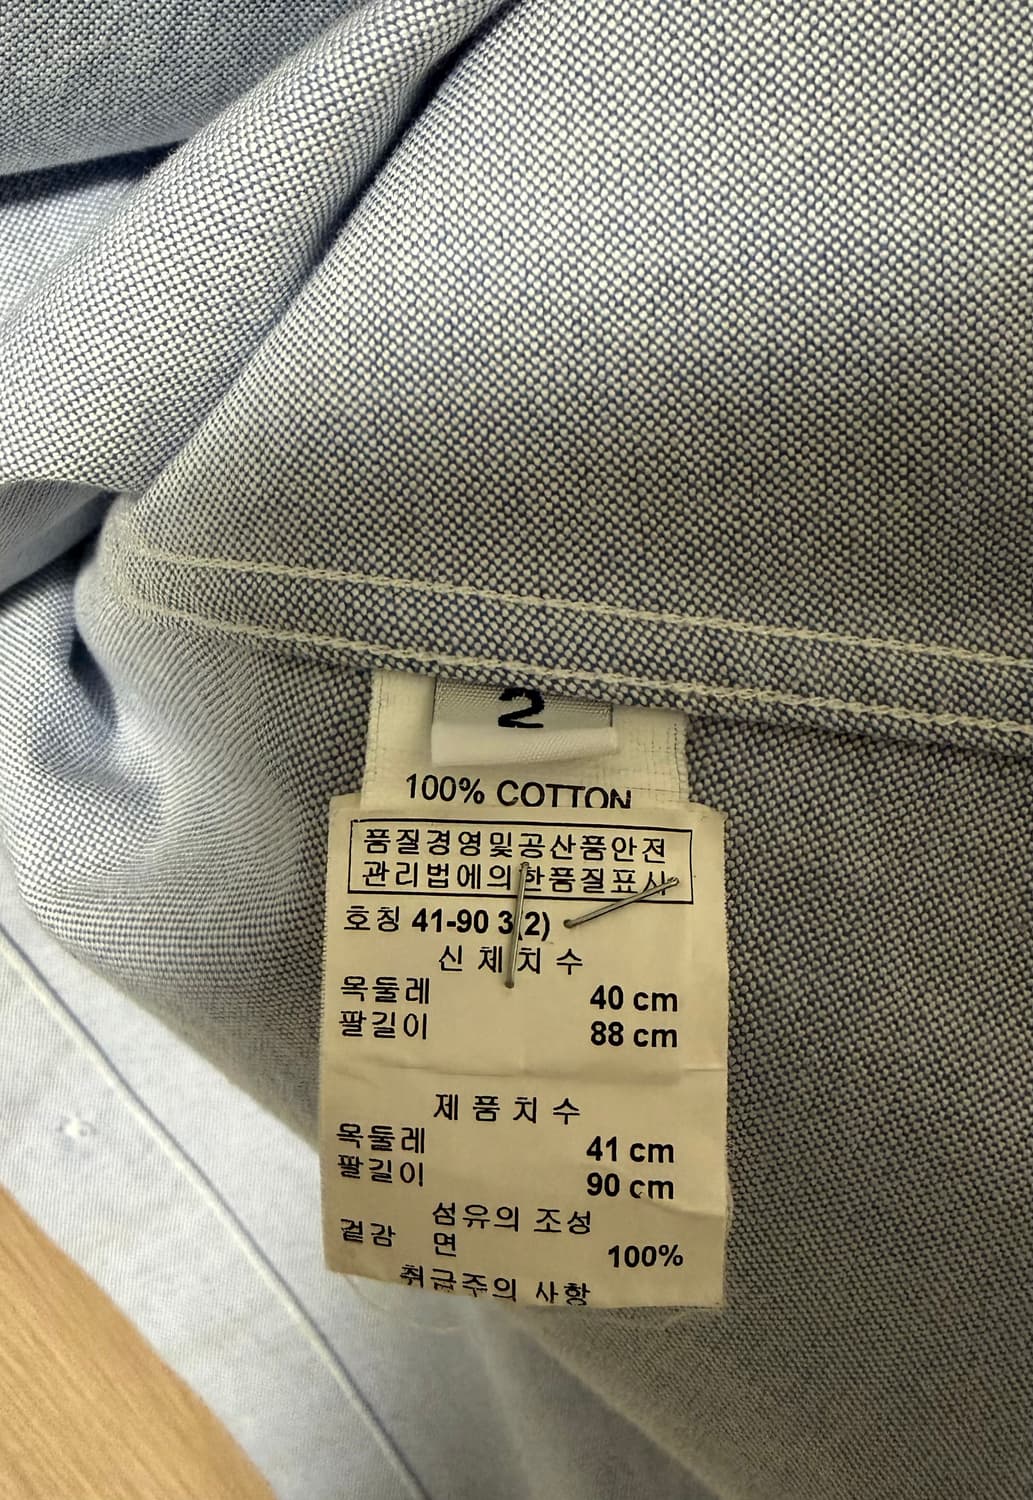 2
100% COTTON
품질경영및공산품안전
관리법에의한품질표시
호칭 41-90 3(2)
신체치수
목둘레 40 cm
팔길이 88 cm
제품치수
목둘레 41 cm
팔길이 90 cm
섬유의 조성
겉감 면 100%
취급주의 사항